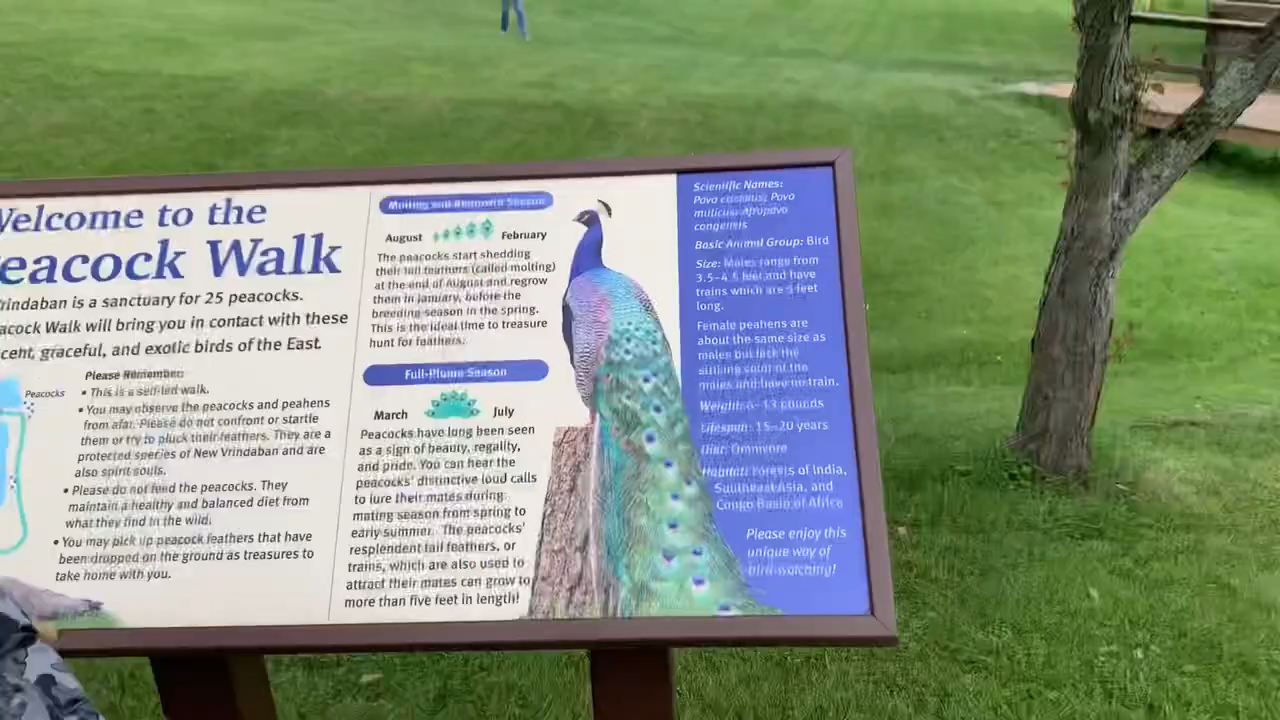 Welcome to the
Peacock Walk
rindaban is a sanctuary for 25 peacocks.
acock Walk will bring you in contact with these
cent, graceful, and exotic birds of the East.
Peacocks
Please Remember:
• This is a self-led walk.
• You may observe the peacocks and peahens
from afar. Please do not confront or startle
them or try to pluck their feathers. They are a
protected species of New Vrindaban and are
also spirit souls.
• Please do not feed the peacocks. They
maintain a healthy and balanced diet from
what they find in the wild.
• You may pick up peacock feathers that have
been dropped on the ground as treasures to
take home with you.
Molting and Regrowth Season
August February
The peacocks start shedding
their tail feathers (called molting)
at the end of August and regrow
them in January, before the
breeding season in the spring.
This is the ideal time to treasure
hunt for feathers.
Full-Plume Season
March July
Peacocks have long been seen
as a sign of beauty, regality,
and pride. You can hear the
peacocks' distinctive loud calls
to lure their mates during
mating season from spring to
early summer. The peacocks'
resplendent tail feathers, or
trains, which are also used to
attract their mates can grow to
more than five feet in length!
Scientific Names:
Pavo cristatus; Pavo
muticus; Afropavo
congensis
Basic Animal Group: Bird
Size: Males range from
3.5-4.5 feet and have
trains which are 5 feet
long.
Female peahens are
about the same size as
males but lack the
striking color of the
males and have no train.
Weight: 6-13 pounds
Lifespan: 15-20 years
Diet: Omnivore
Habitat: Forests of India,
Southeast Asia, and
Congo Basin of Africa
Please enjoy this
unique way of
bird-watching!